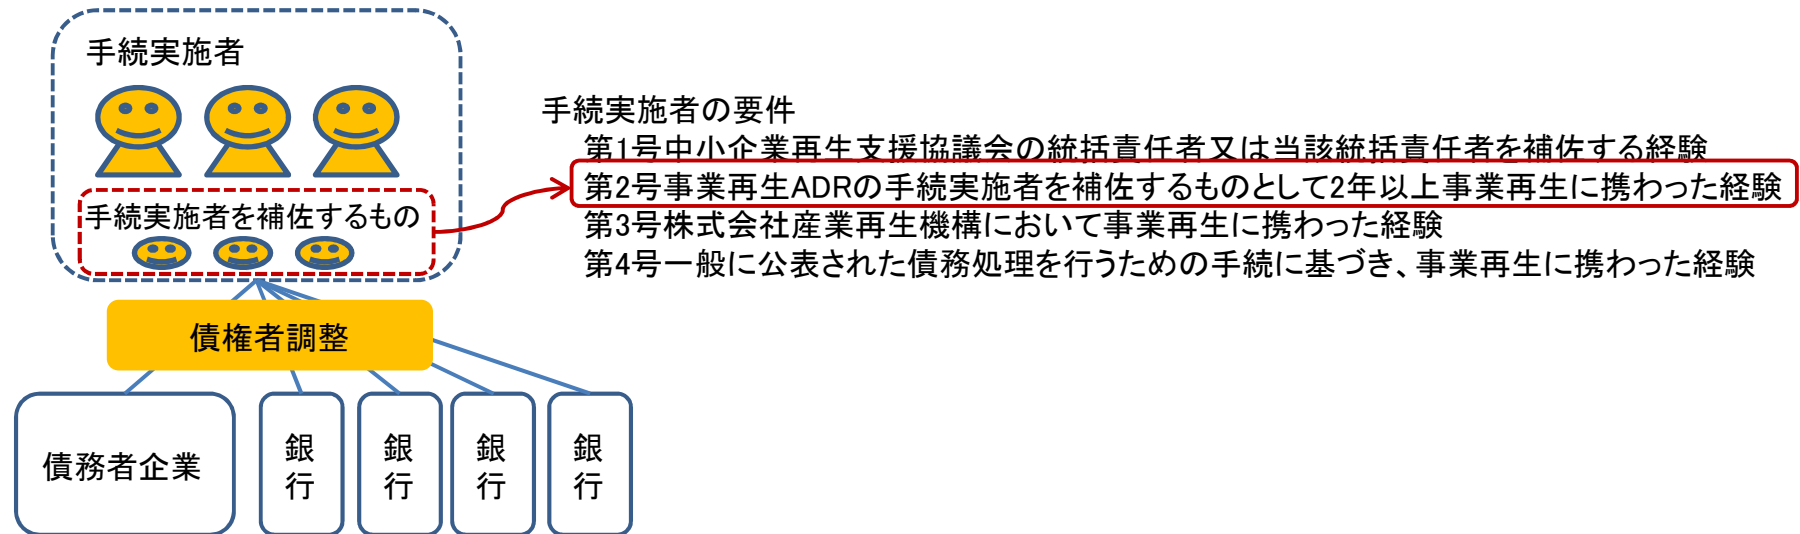 手続実施者
手続実施者を補佐するもの
債権者調整
債務者企業
銀行
銀行
銀行
銀行
手続実施者の要件
第1号中小企業再生支援協議会の統括責任者又は当該統括責任者を補佐する経験
第2号事業再生ADRの手続実施者を補佐するものとして2年以上事業再生に携わった経験
第3号株式会社産業再生機構において事業再生に携わった経験
第4号一般に公表された債務処理を行うための手続に基づき、事業再生に携わった経験